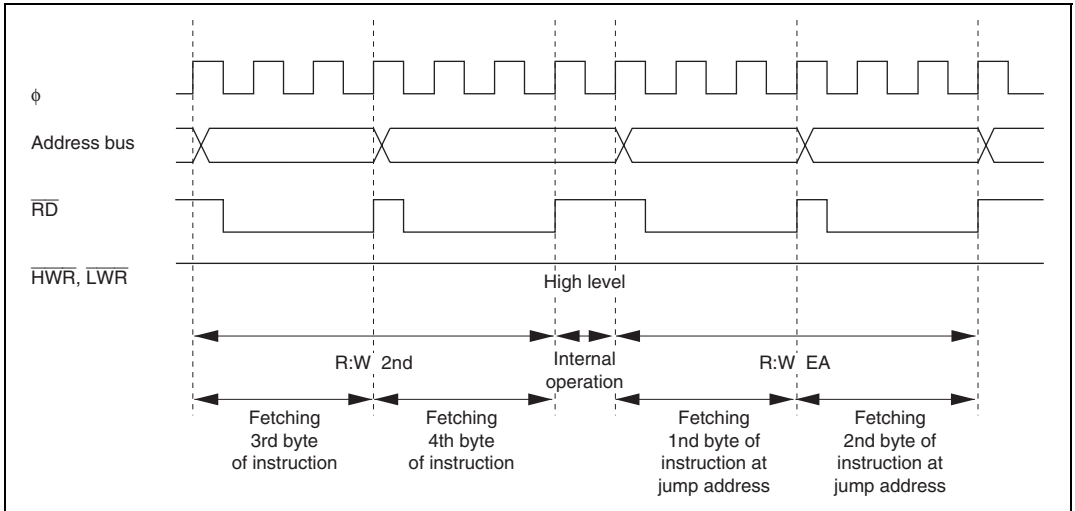 ϕ
Address bus
RD
HWR, LWR
High level
R:W 2nd
Internal
operation
R:W EA
Fetching
3rd byte
of instruction
Fetching
4th byte
of instruction
Fetching
1nd byte of
instruction at
jump address
Fetching
2nd byte of
instruction at
jump address